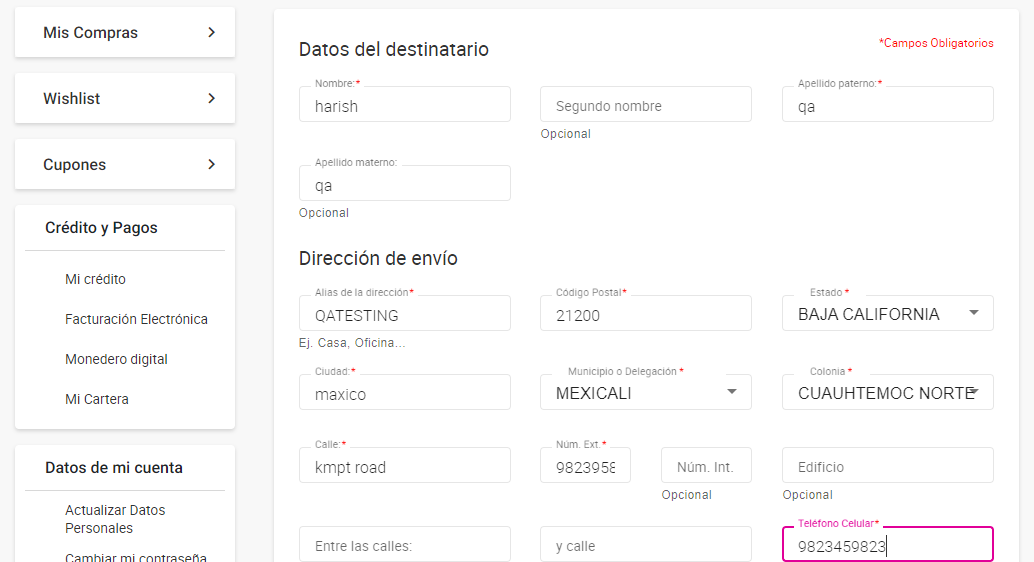 Mis Compras
Wishlist
Cupones
Crédito y Pagos
Mi crédito
Facturación Electrónica
Monedero digital
Mi Cartera
Datos de mi cuenta
Actualizar Datos
Personales
Cambiar mi contraseña
Datos del destinatario
*Campos Obligatorios
Nombre:*
harish
Segundo nombre
Opcional
Apellido paterno:*
qa
Apellido materno:
qa
Opcional
Dirección de envío
Alias de la dirección*
QATESTING
Ej. Casa, Oficina...
Código Postal*
21200
Estado *
BAJA CALIFORNIA
Ciudad:*
maxico
Municipio o Delegación *
MEXICALI
Colonia *
CUAUHTEMOC NORTE
Calle:*
kmpt road
Núm. Ext.*
9823958
Núm. Int.
Opcional
Edificio
Opcional
Entre las calles:
y calle
Teléfono Celular*
9823459823